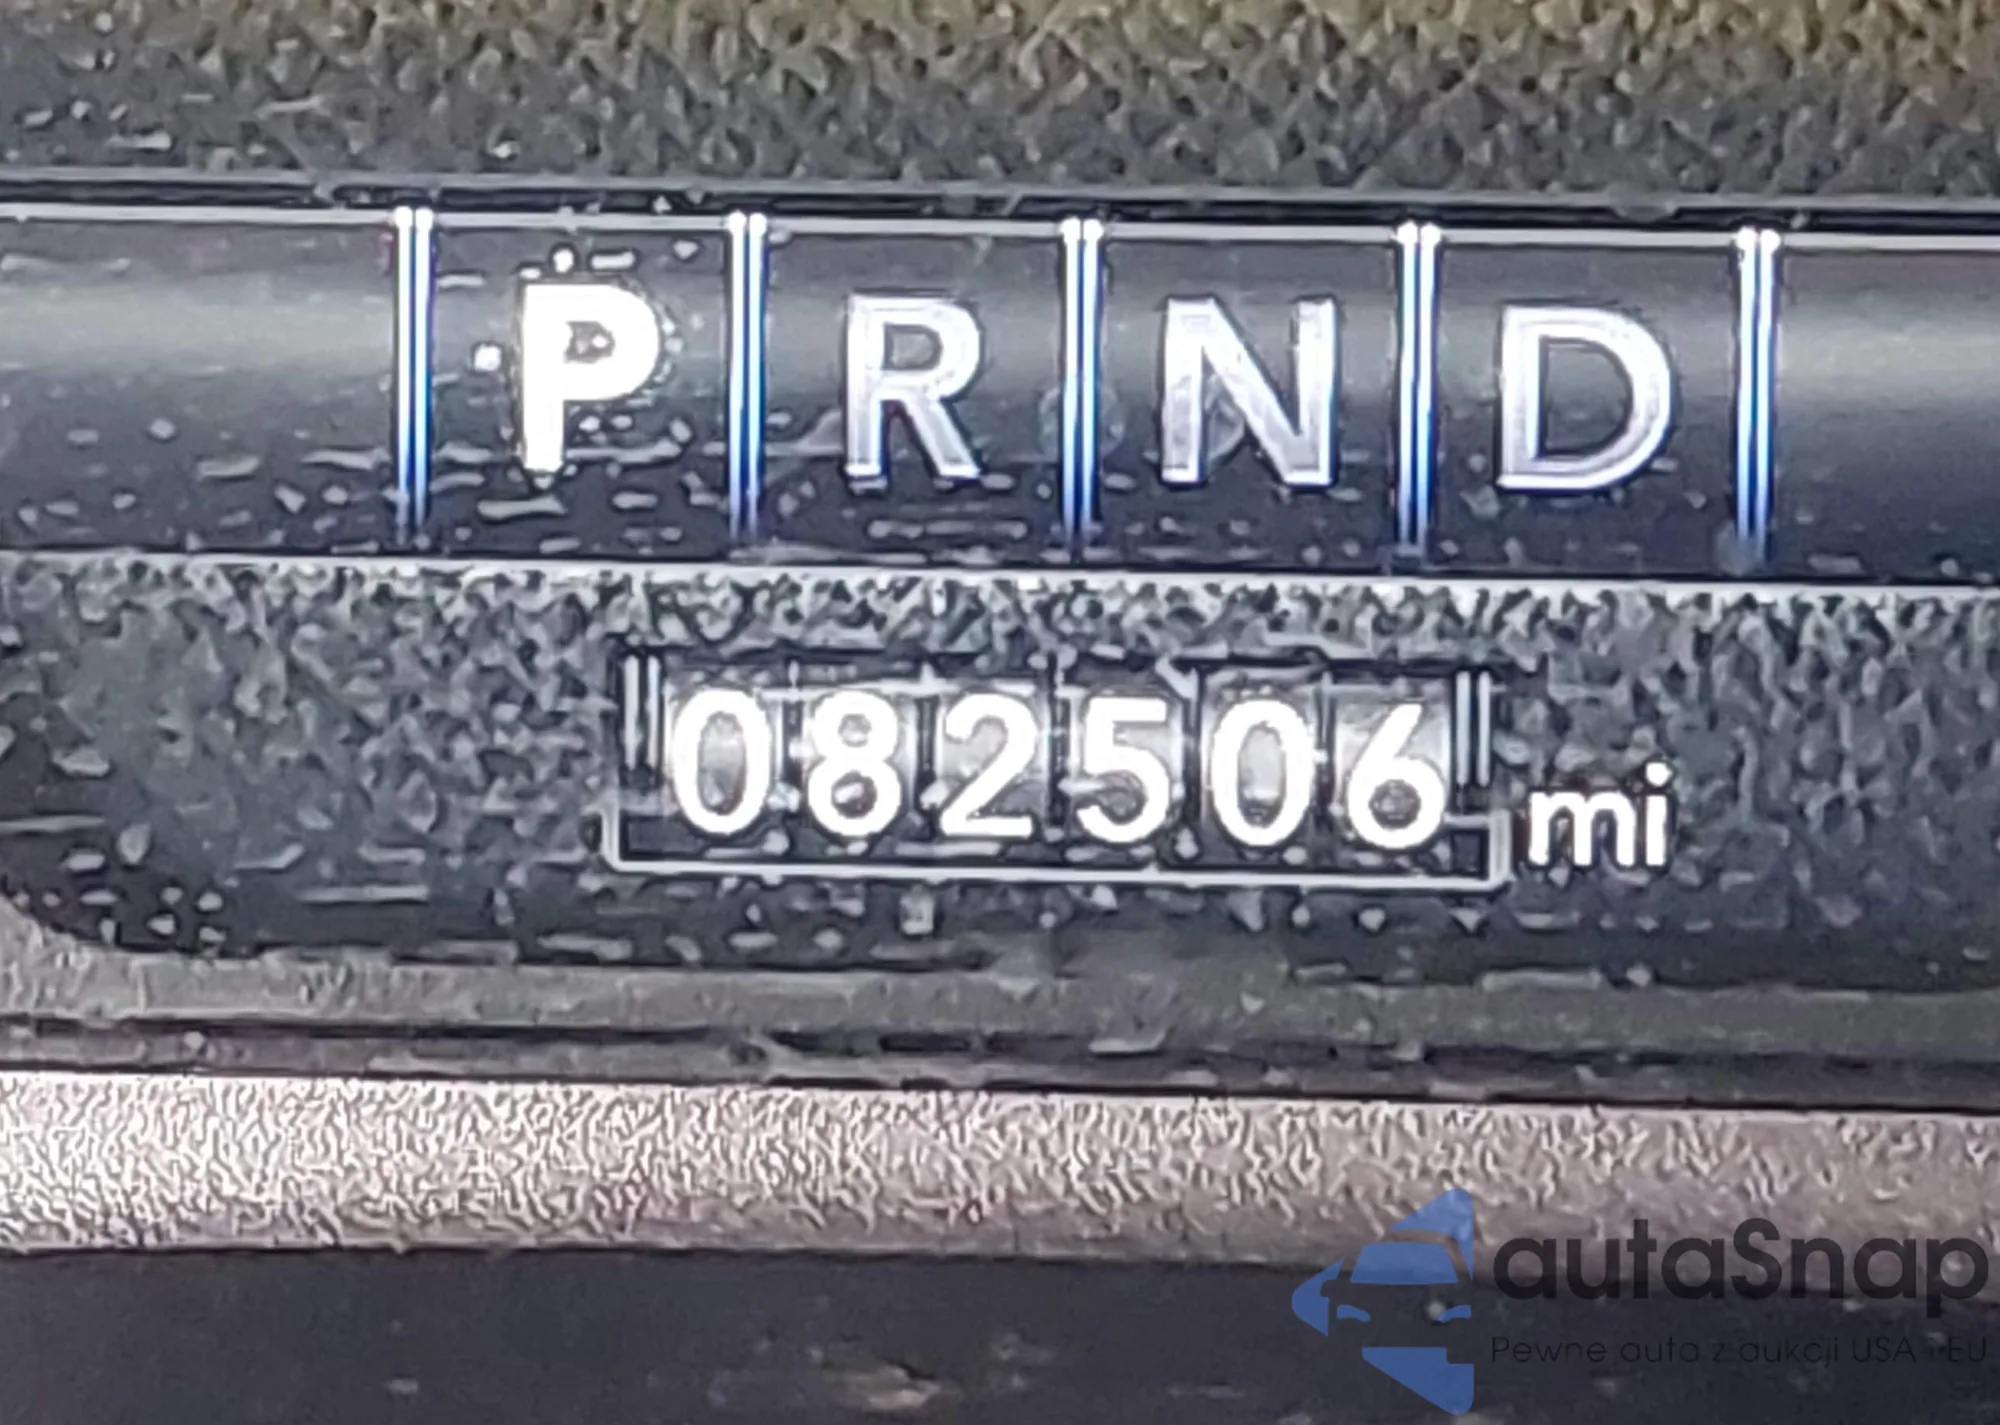 P R N D
082506 mi
autaSnap
Pewne auta z aukcji USA i EU